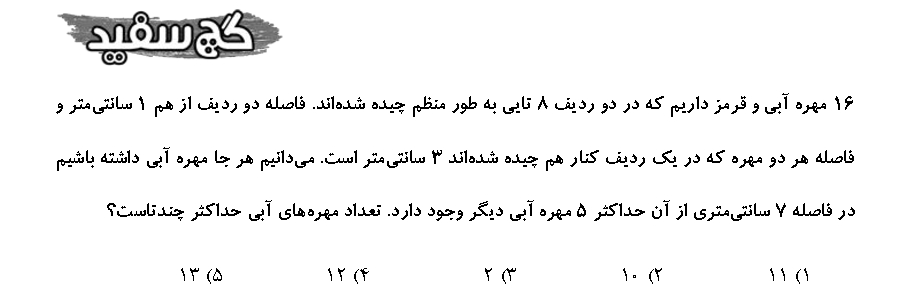 گچ سفید
۱۶ مهره آبی و قرمز داریم که در دو ردیف ۸ تایی به طور منظم چیده شده‌اند. فاصله دو ردیف از هم ۱ سانتی‌متر و
فاصله هر دو مهره که در یک ردیف کنار هم چیده شده‌اند ۳ سانتی‌متر است. می‌دانیم هر جا مهره آبی داشته باشیم
در فاصله ۷ سانتی‌متری از آن حداکثر ۵ مهره آبی دیگر وجود دارد. تعداد مهره‌های آبی حداکثر چندتاست؟
۱) ۱۱ ۲) ۱۰ ۳) ۲ ۴) ۱۲ ۵) ۱۳